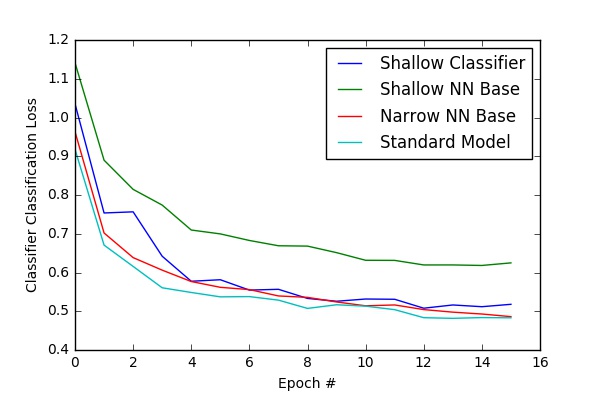 1.2
1.1
1.0
0.9
0.8
0.7
0.6
0.5
0.4
Classifier Classification Loss
Shallow Classifier
Shallow NN Base
Narrow NN Base
Standard Model
0 2 4 6 8 10 12 14 16
Epoch #